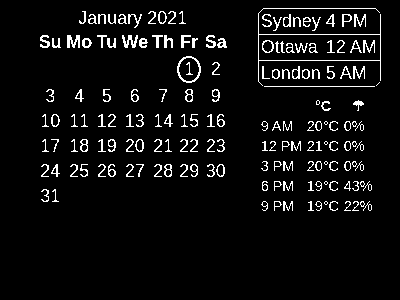 January 2021
Su Mo Tu We Th Fr Sa
1 2
3 4 5 6 7 8 9
10 11 12 13 14 15 16
17 18 19 20 21 22 23
24 25 26 27 28 29 30
31
Sydney 4 PM
Ottawa 12 AM
London 5 AM
°C
9 AM 20°C 0%
12 PM 21°C 0%
3 PM 20°C 0%
6 PM 19°C 43%
9 PM 19°C 22%